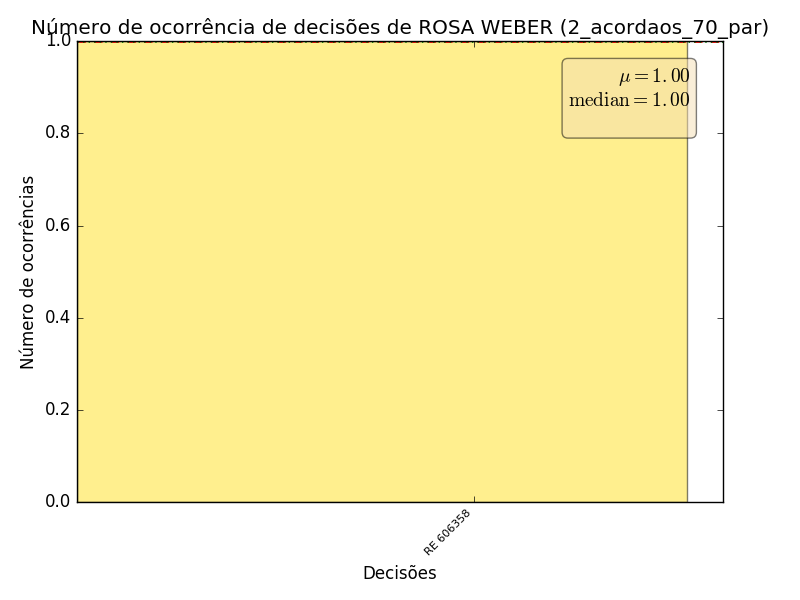 Número de ocorrência de decisões de ROSA WEBER (2_acordaos_70_par)
μ = 1.00
median = 1.00
1.0
0.8
0.6
0.4
0.2
0.0
Número de ocorrências
RE 606358
Decisões